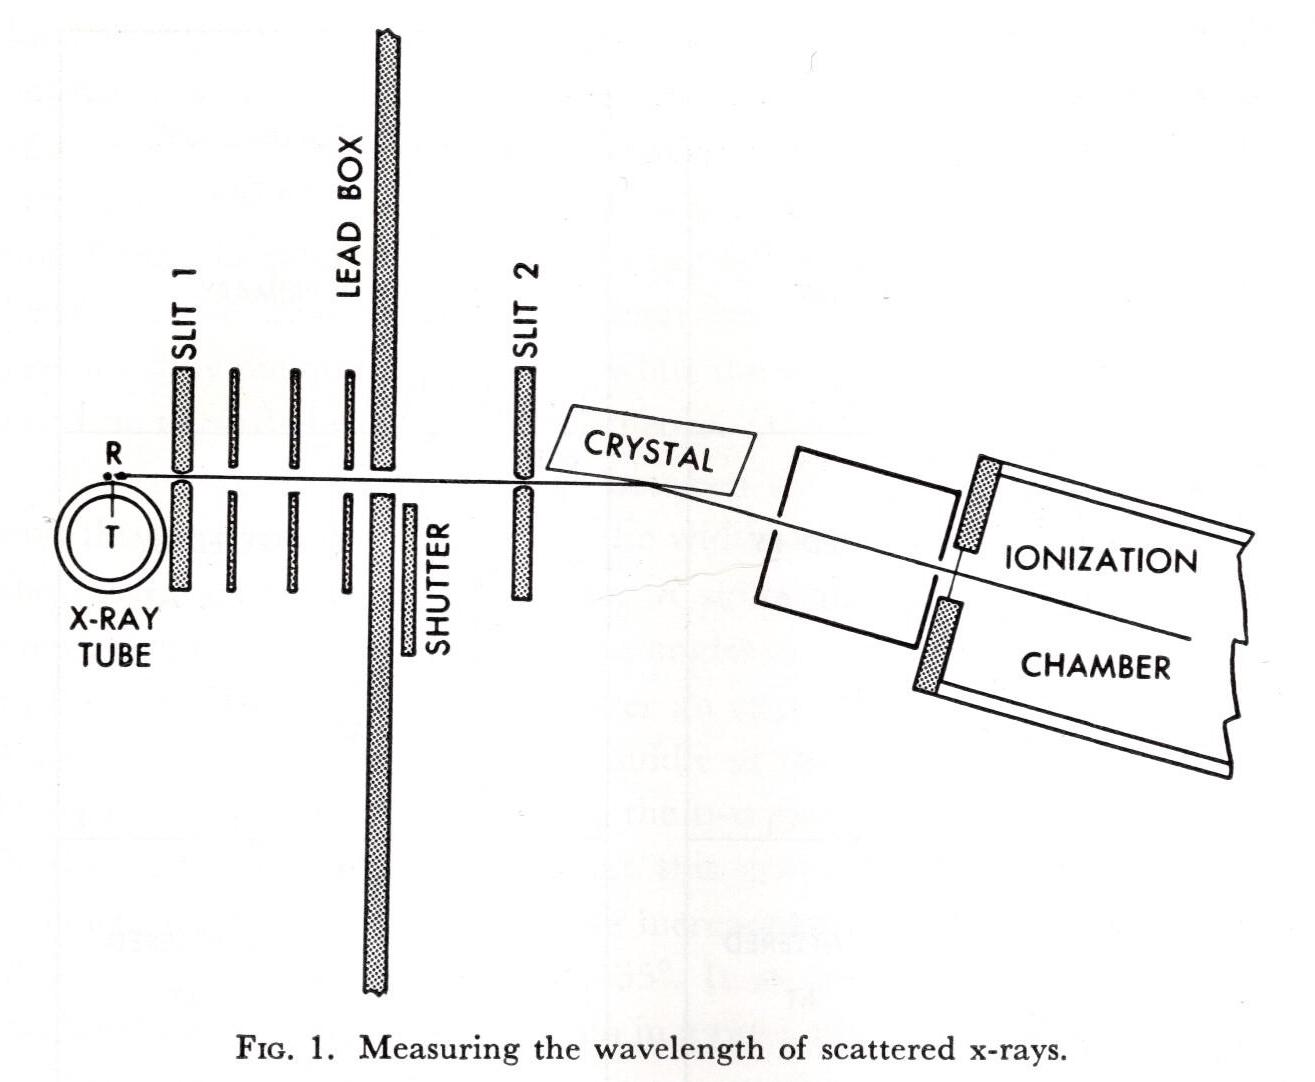 SLIT 1
LEAD BOX
SLIT 2
R
T
X-RAY
TUBE
SHUTTER
CRYSTAL
IONIZATION
CHAMBER
FIG. 1. Measuring the wavelength of scattered x-rays.